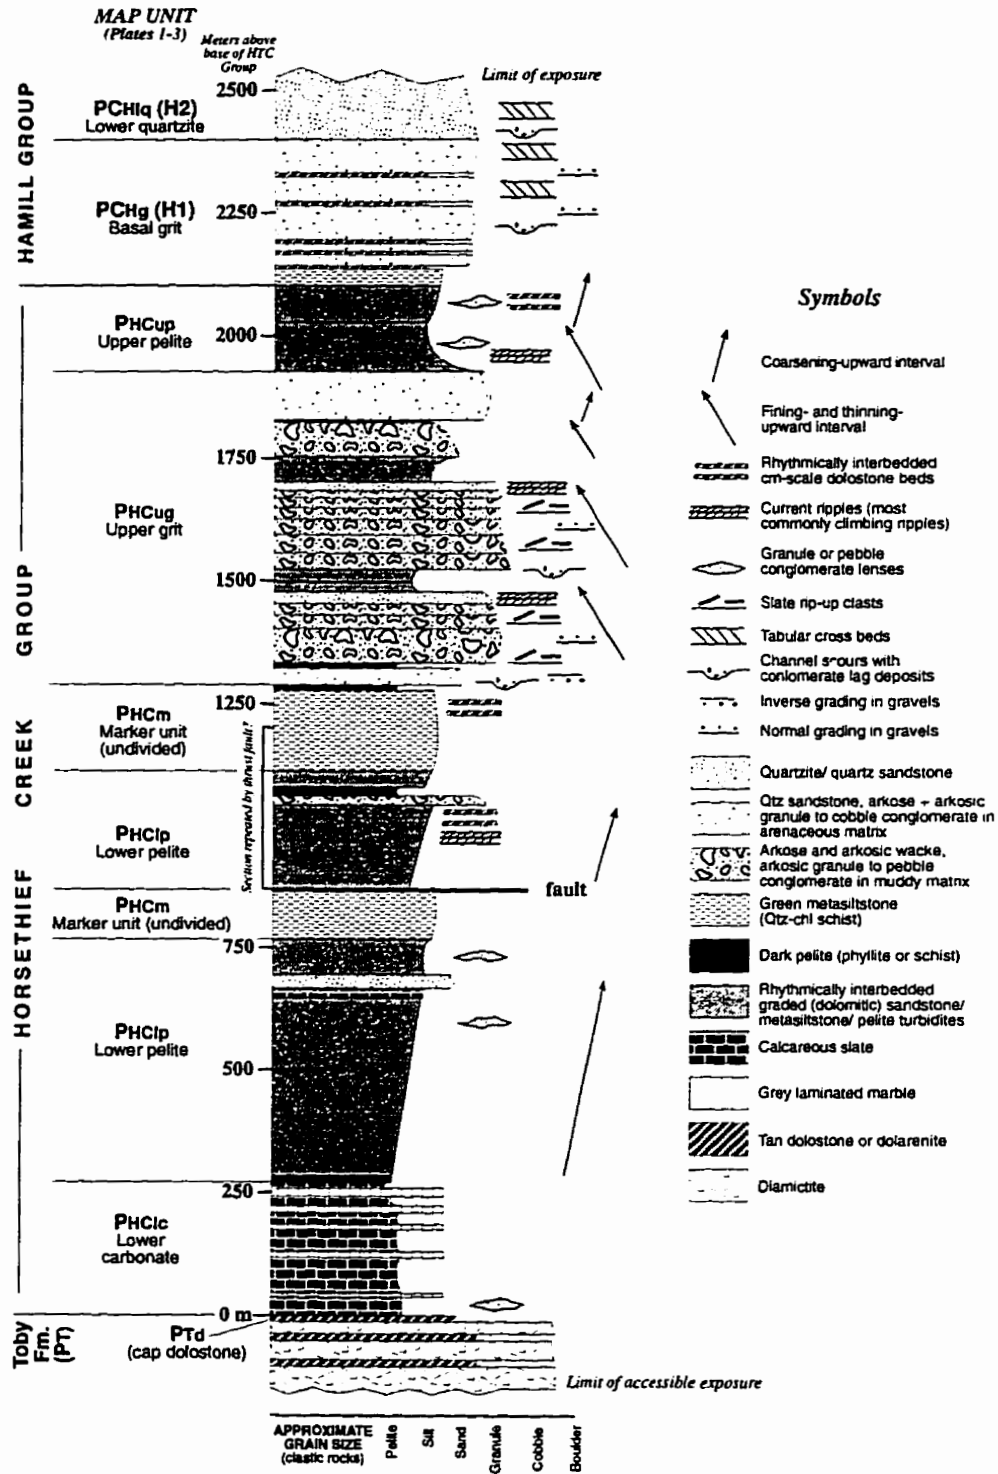 MAP UNIT
(Plates 1-3)
Meters above
base of HTC
Group
Limit of exposure
HAMILL GROUP
2500
PCHlq (H2)
Lower quartzite
PCHg (H1)
Basal grit
2250
PHCup
Upper pelite
2000
1750
PHCug
Upper grit
1500
HORSETHIEF CREEK GROUP
1250
PHCm
Marker unit
(undivided)
Section repeated by thrust fault?
PHClp
Lower pelite
fault
PHCm
Marker unit (undivided)
750
PHClp
Lower pelite
500
250
PHClc
Lower
carbonate
0 m
Toby
Fm.
(PT)
PTd
(cap dolostone)
Limit of accessible exposure
APPROXIMATE
GRAIN SIZE
(clastic rocks)
Pelite
Silt
Sand
Granule
Cobble
Boulder
Symbols
Coarsening-upward interval
Fining- and thinning-
upward interval
Rhythmically interbedded
cm-scale dolostone beds
Current ripples (most
commonly climbing ripples)
Granule or pebble
conglomerate lenses
Slate rip-up clasts
Tabular cross beds
Channel scours with
conlomerate lag deposits
Inverse grading in gravels
Normal grading in gravels
Quartzite/ quartz sandstone
Qtz sandstone, arkose + arkosic
granule to cobble conglomerate in
arenaceous matrix
Arkose and arkosic wacke,
arkosic granule to pebble
conglomerate in muddy matrix
Green metasiltstone
(Qtz-chl schist)
Dark pelite (phyllite or schist)
Rhythmically interbedded
graded (dolomitic) sandstone/
metasiltstone/ pelite turbidites
Calcareous slate
Grey laminated marble
Tan dolostone or dolarenite
Diamictite